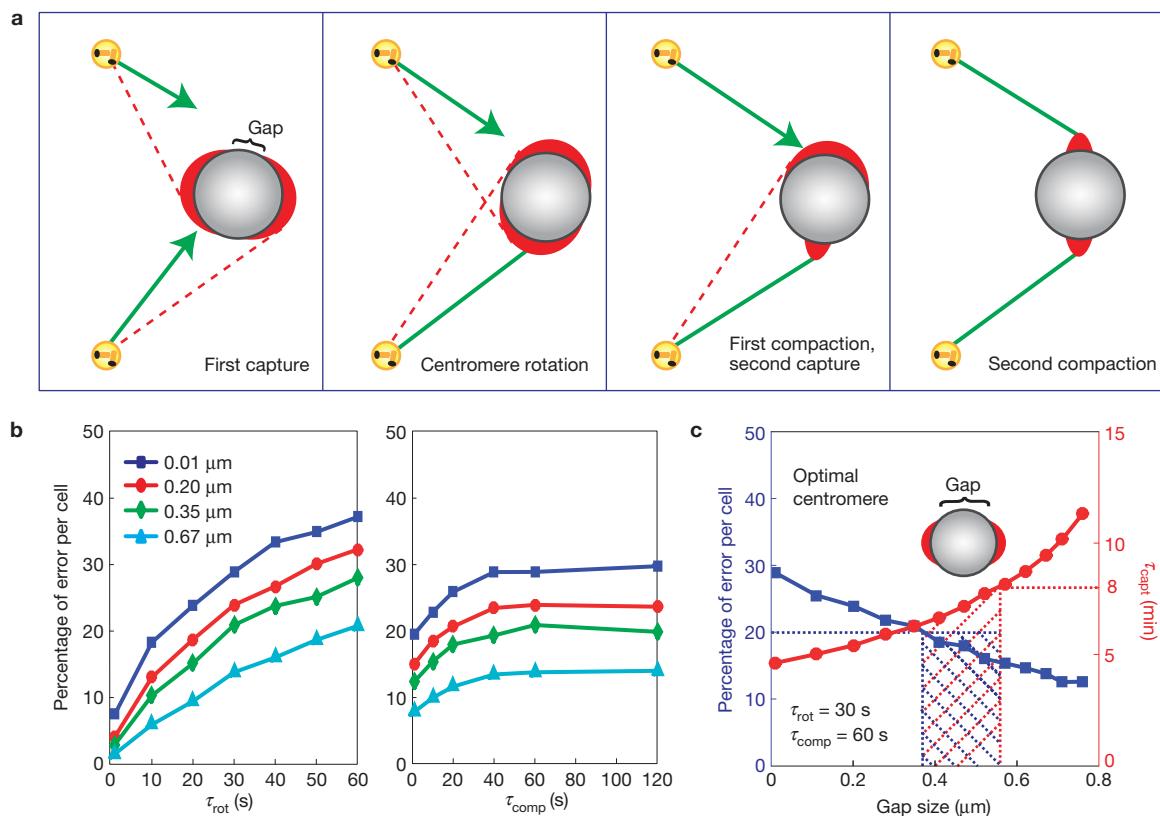 a
Gap
First capture
Centromere rotation
First compaction,
second capture
Second compaction
b
Percentage of error per cell
50
40
30
20
10
0
0.01 μm
0.20 μm
0.35 μm
0.67 μm
0 10 20 30 40 50 60
τrot (s)
50
40
30
20
10
0
0 20 40 60 80 100 120
τcomp (s)
c
Percentage of error per cell
50
40
30
20
10
0
Optimal
centromere
Gap
τrot = 30 s
τcomp = 60 s
0 0.2 0.4 0.6 0.8
Gap size (μm)
15
10
8
5
0
τcapt (min)